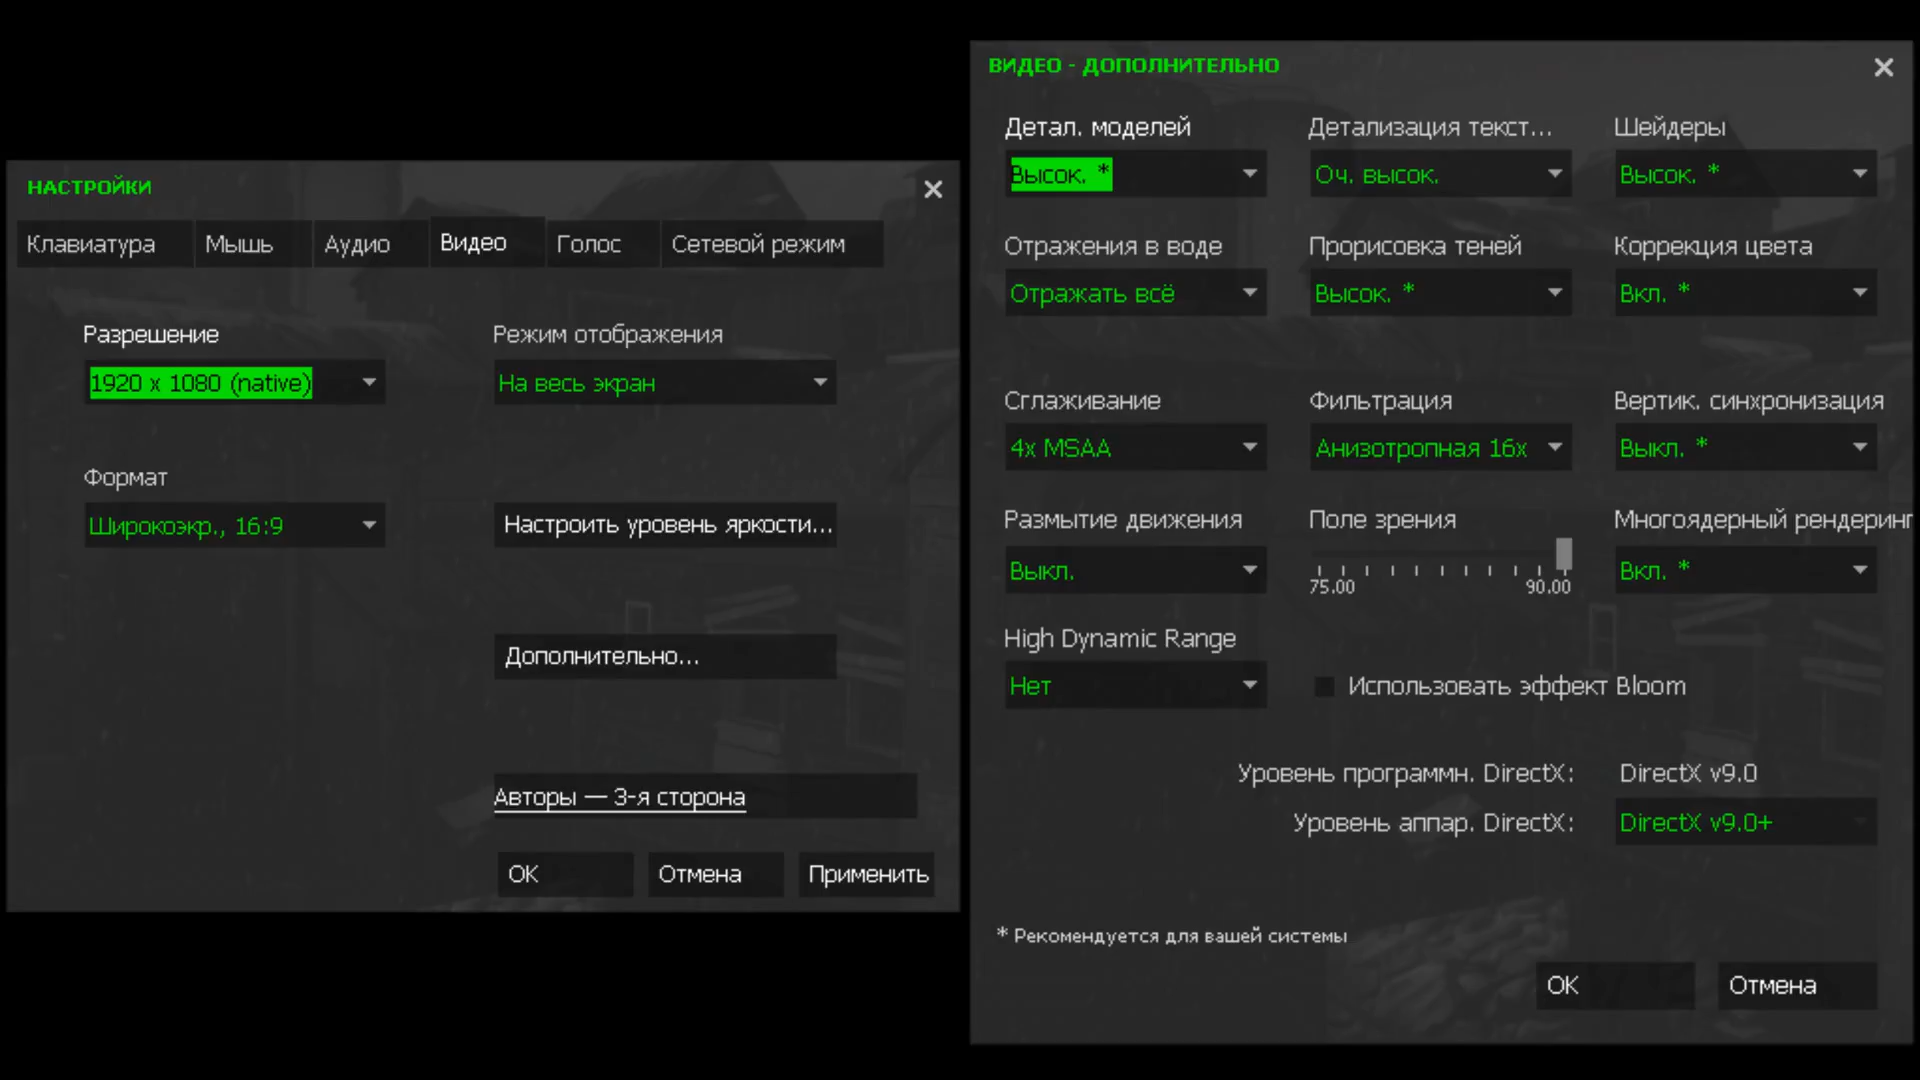 НАСТРОЙКИ
Клавиатура Мышь Аудио Видео Голос Сетевой режим
Разрешение Режим отображения
1920 x 1080 (native) На весь экран
Формат
Широкоэкр., 16:9 Настроить уровень яркости...
Дополнительно...
Авторы — 3-я сторона
OK Отмена Применить
ВИДЕО - ДОПОЛНИТЕЛЬНО
Детал. моделей Детализация текст... Шейдеры
Высок. * Оч. высок. Высок. *
Отражения в воде Прорисовка теней Коррекция цвета
Отражать всё Высок. * Вкл. *
Сглаживание Фильтрация Вертик. синхронизация
4x MSAA Анизотропная 16x Выкл. *
Размытие движения Поле зрения Многоядерный рендеринг
Выкл. 75.00 90.00 Вкл. *
High Dynamic Range
Нет Использовать эффект Bloom
Уровень программн. DirectX: DirectX v9.0
Уровень аппар. DirectX: DirectX v9.0+
* Рекомендуется для вашей системы
OK Отмена